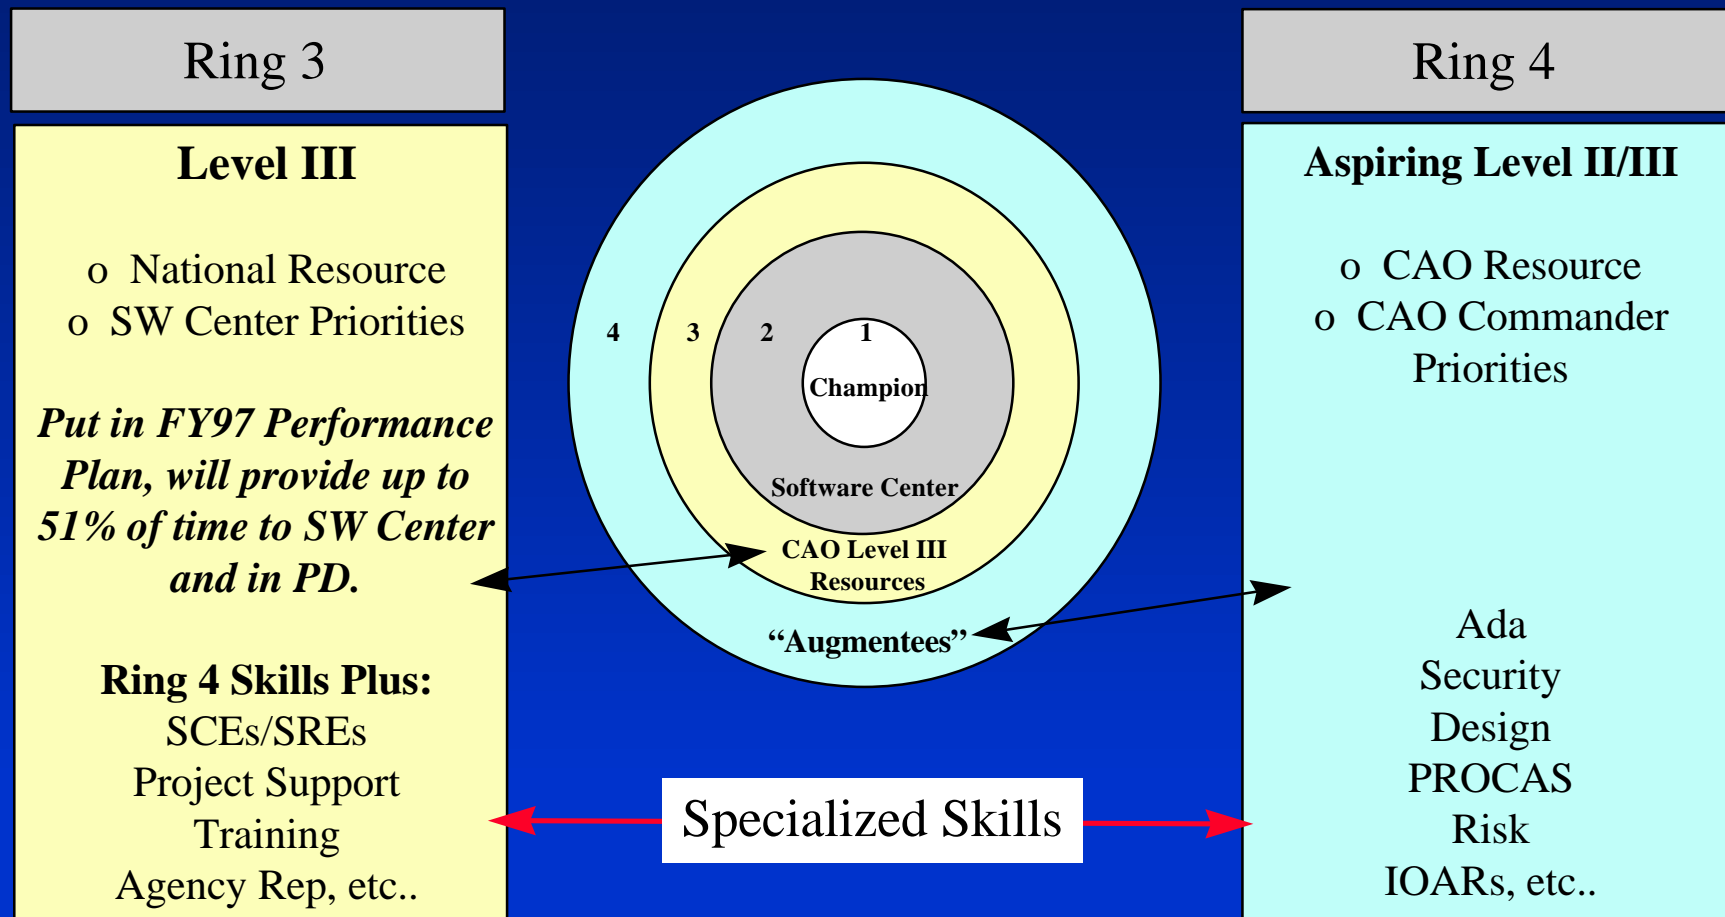 Ring 3
Level III
o National Resource
o SW Center Priorities
Put in FY97 Performance
Plan, will provide up to
51% of time to SW Center
and in PD.
Ring 4 Skills Plus:
SCEs/SREs
Project Support
Training
Agency Rep, etc..
4 3 2 1
Champion
Software Center
CAO Level III
Resources
“Augmentees”
Specialized Skills
Ring 4
Aspiring Level II/III
o CAO Resource
o CAO Commander
Priorities
Ada
Security
Design
PROCAS
Risk
IOARs, etc..